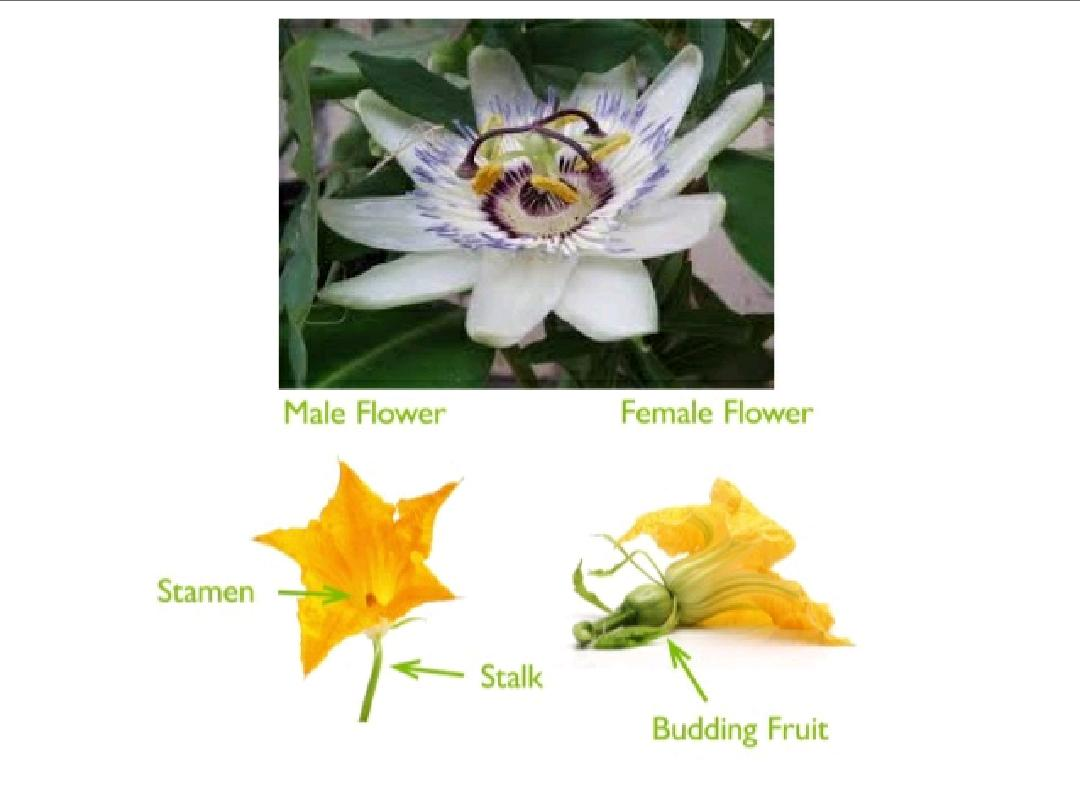 Male Flower
Female Flower
Stamen
Stalk
Budding Fruit